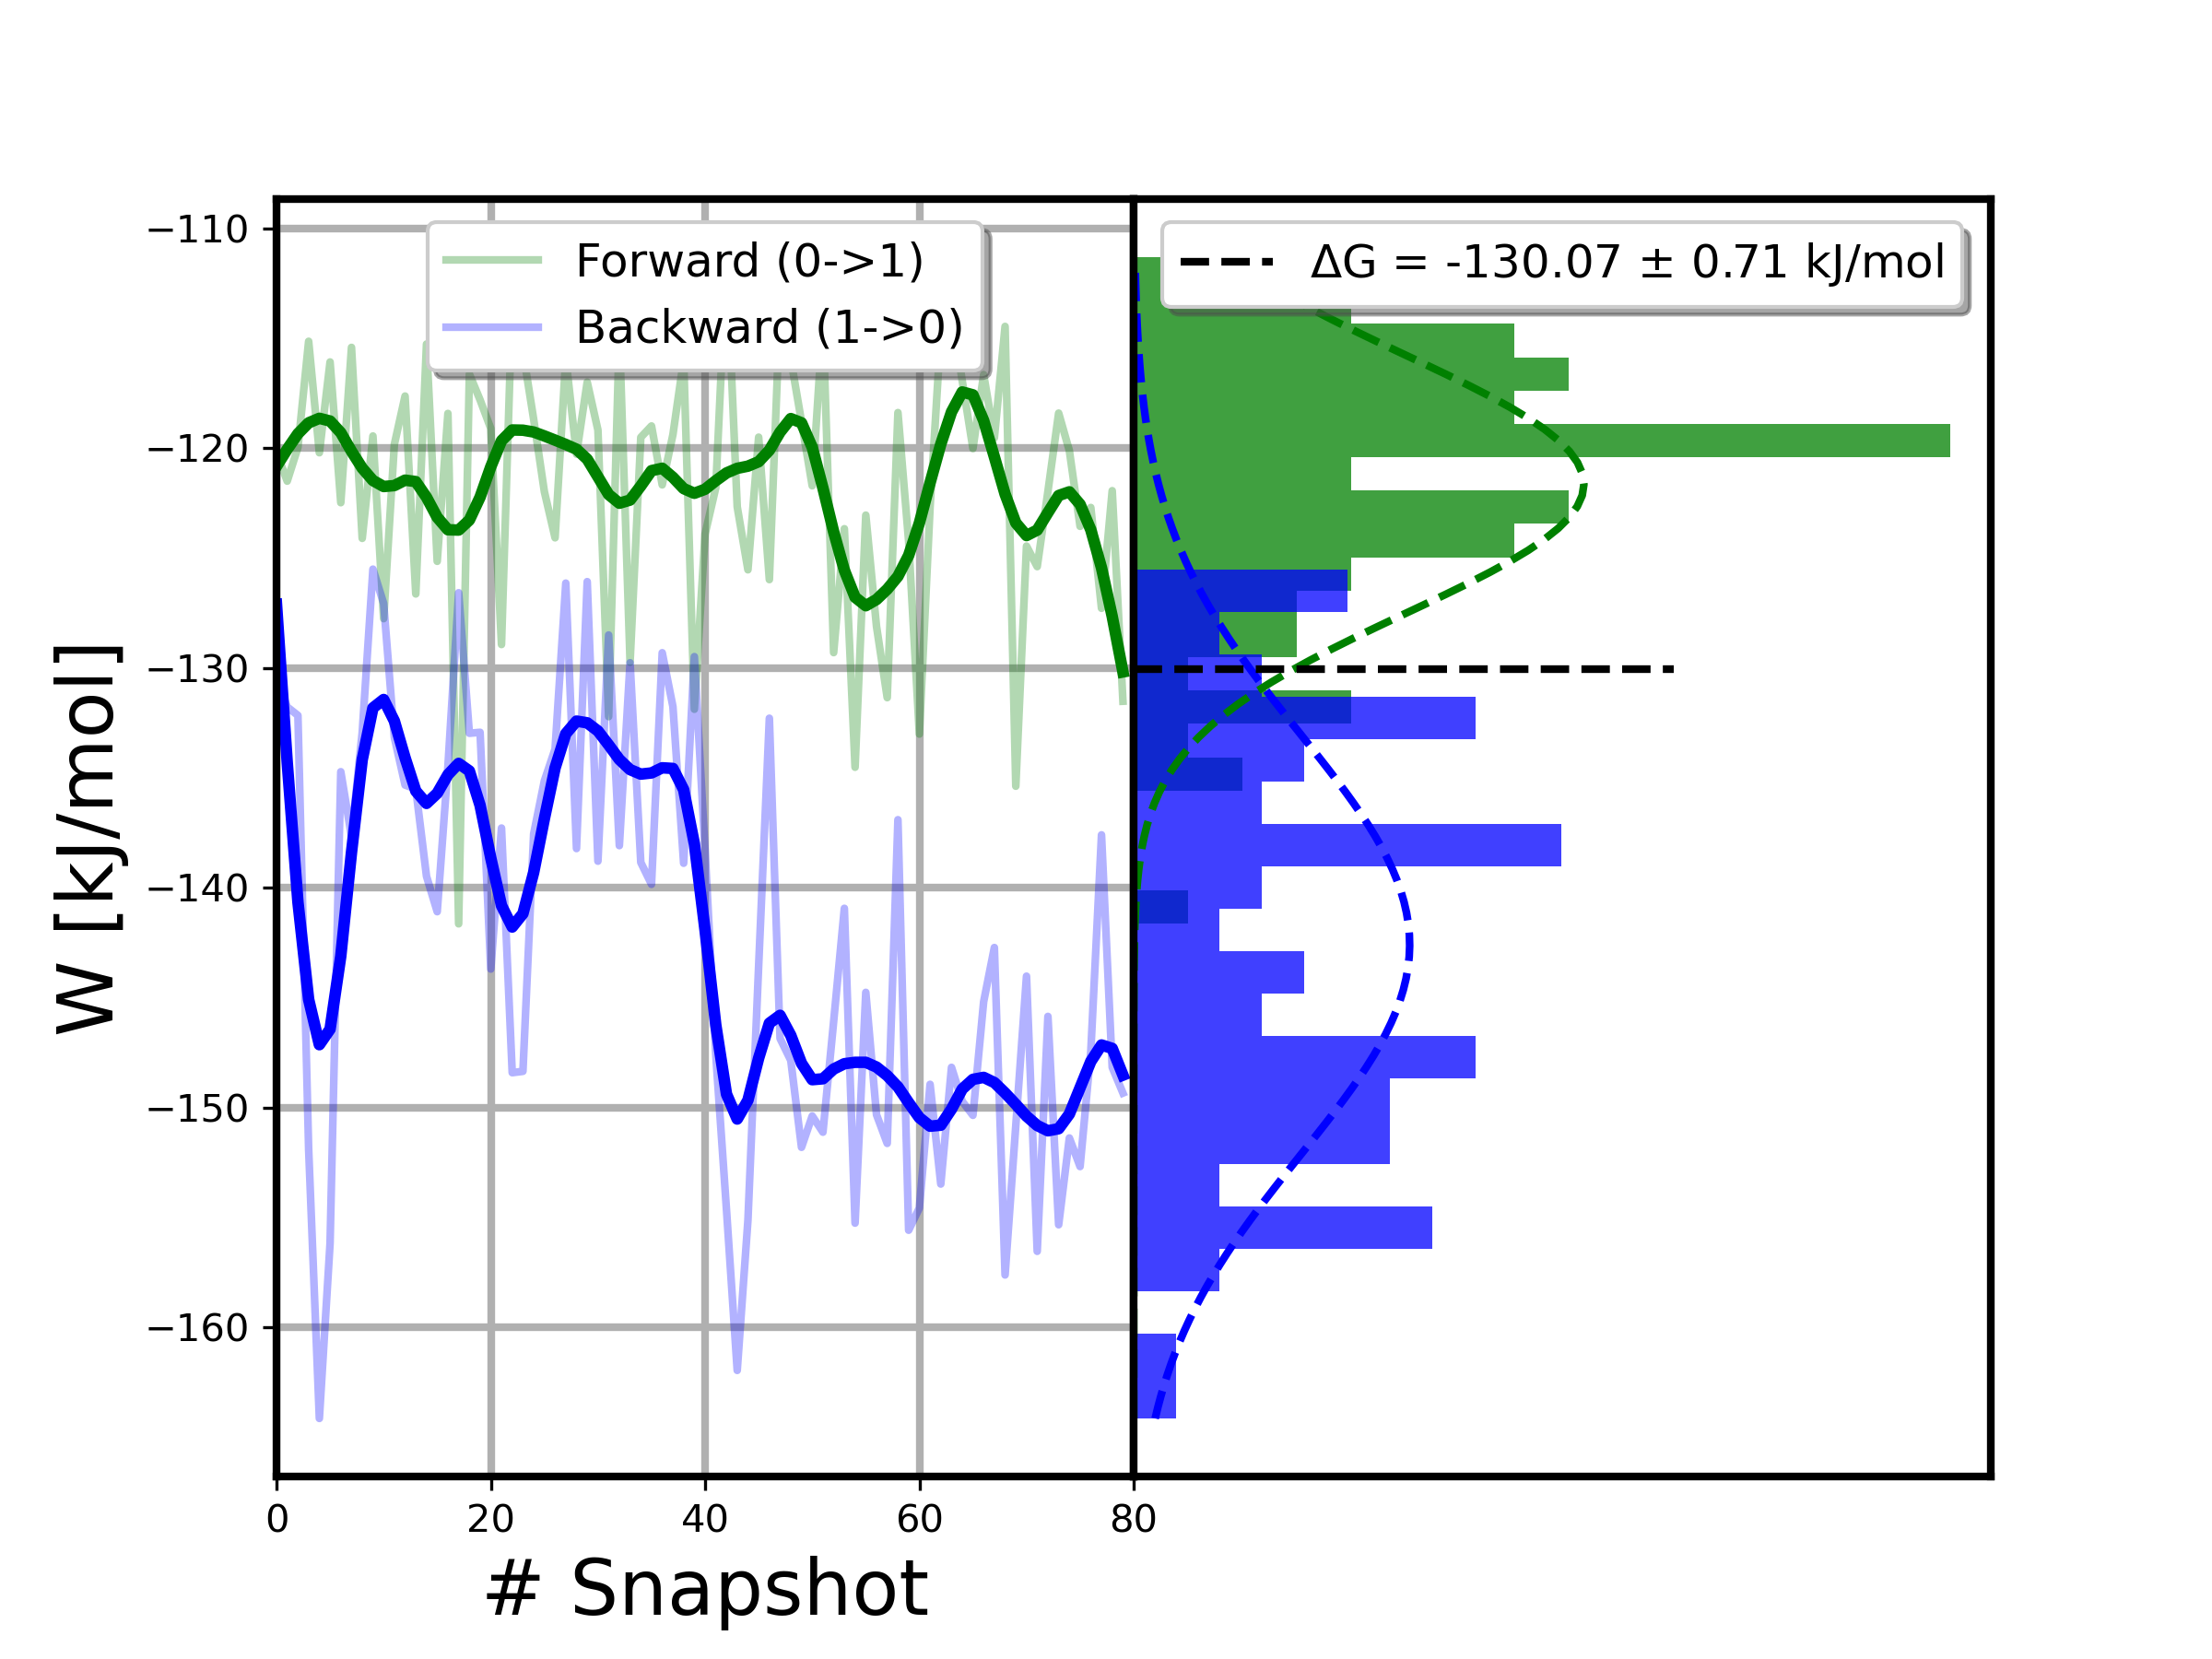 Forward (0->1)
Backward (1->0)
ΔG = -130.07 ± 0.71 kJ/mol
W [kJ/mol]
−110
−120
−130
−140
−150
−160
0 20 40 60 80
# Snapshot